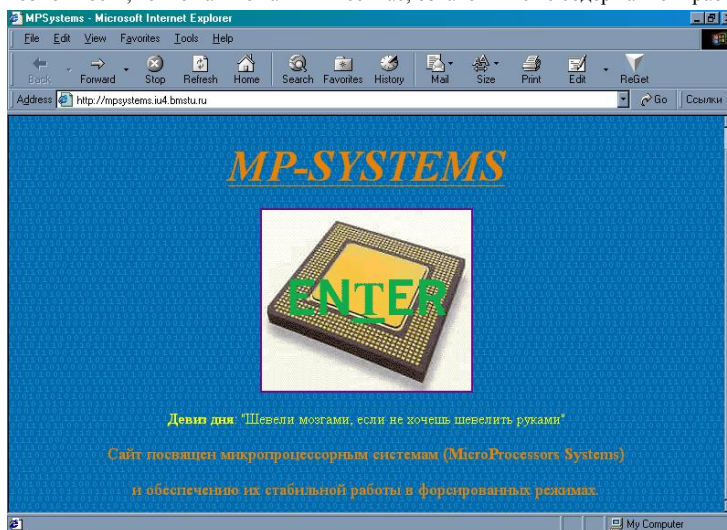 MPSystems - Microsoft Internet Explorer
File Edit View Favorites Tools Help
Back Forward Stop Refresh Home Search Favorites History Mail Size Print Edit ReGet
Address http://mpsystems.iu4.bmstu.ru Go Ссылки
MP-SYSTEMS
ENTER
Девиз дня: "Шевели мозгами, если не хочешь шевелить руками"
Сайт посвящен микропроцессорным системам (MicroProcessors Systems)
и обеспечению их стабильной работы в форсированных режимах.
My Computer